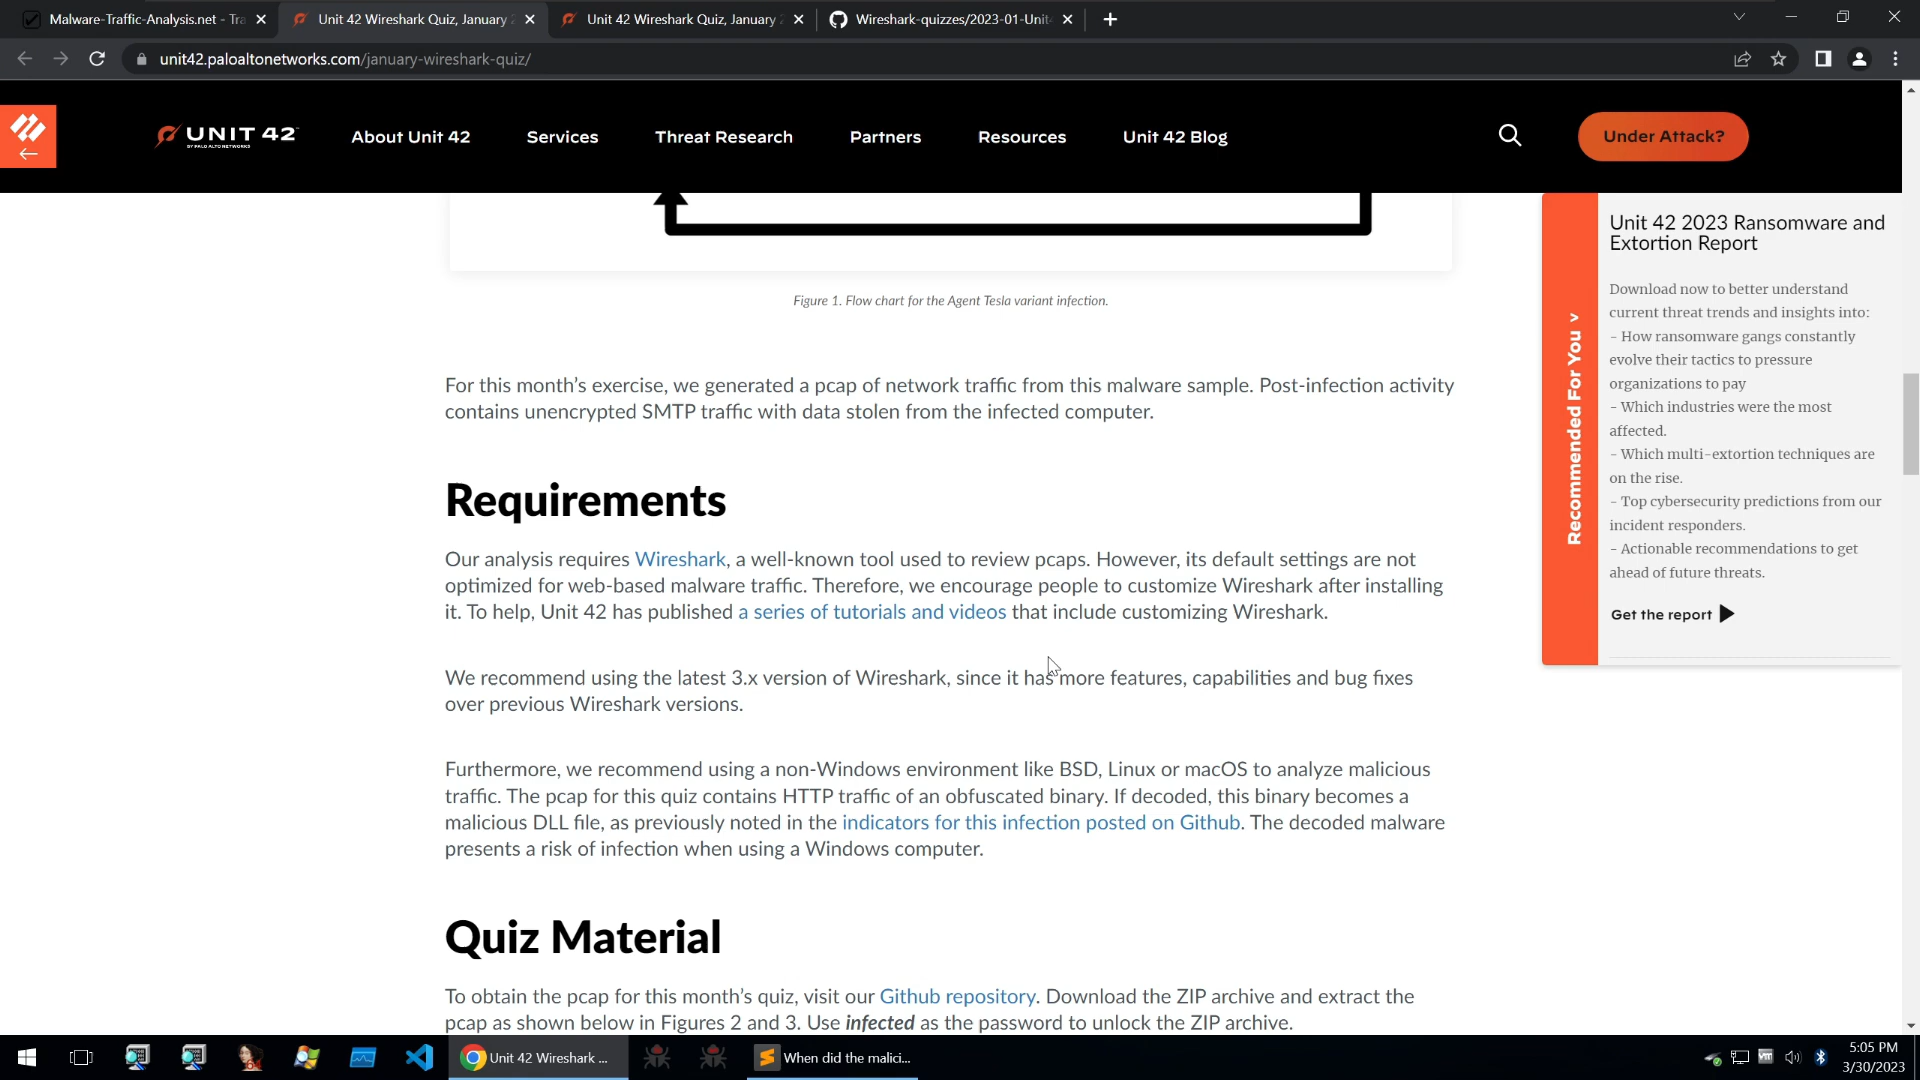 Malware-Traffic-Analysis.net - Tra
Unit 42 Wireshark Quiz, January
Unit 42 Wireshark Quiz, January
Wireshark-quizzes/2023-01-Unit
unit42.paloaltonetworks.com/january-wireshark-quiz/
UNIT 42
BY PALO ALTO NETWORKS
About Unit 42
Services
Threat Research
Partners
Resources
Unit 42 Blog
Under Attack?
Figure 1. Flow chart for the Agent Tesla variant infection.
For this month's exercise, we generated a pcap of network traffic from this malware sample. Post-infection activity
contains unencrypted SMTP traffic with data stolen from the infected computer.
Requirements
Our analysis requires Wireshark, a well-known tool used to review pcaps. However, its default settings are not
optimized for web-based malware traffic. Therefore, we encourage people to customize Wireshark after installing
it. To help, Unit 42 has published a series of tutorials and videos that include customizing Wireshark.
We recommend using the latest 3.x version of Wireshark, since it has more features, capabilities and bug fixes
over previous Wireshark versions.
Furthermore, we recommend using a non-Windows environment like BSD, Linux or macOS to analyze malicious
traffic. The pcap for this quiz contains HTTP traffic of an obfuscated binary. If decoded, this binary becomes a
malicious DLL file, as previously noted in the indicators for this infection posted on Github. The decoded malware
presents a risk of infection when using a Windows computer.
Quiz Material
To obtain the pcap for this month's quiz, visit our Github repository. Download the ZIP archive and extract the
pcap as shown below in Figures 2 and 3. Use infected as the password to unlock the ZIP archive.
Recommended For You >
Unit 42 2023 Ransomware and
Extortion Report
Download now to better understand
current threat trends and insights into:
- How ransomware gangs constantly
evolve their tactics to pressure
organizations to pay
- Which industries were the most
affected.
- Which multi-extortion techniques are
on the rise.
- Top cybersecurity predictions from our
incident responders.
- Actionable recommendations to get
ahead of future threats.
Get the report
Unit 42 Wireshark ...
When did the malici...
5:05 PM
3/30/2023